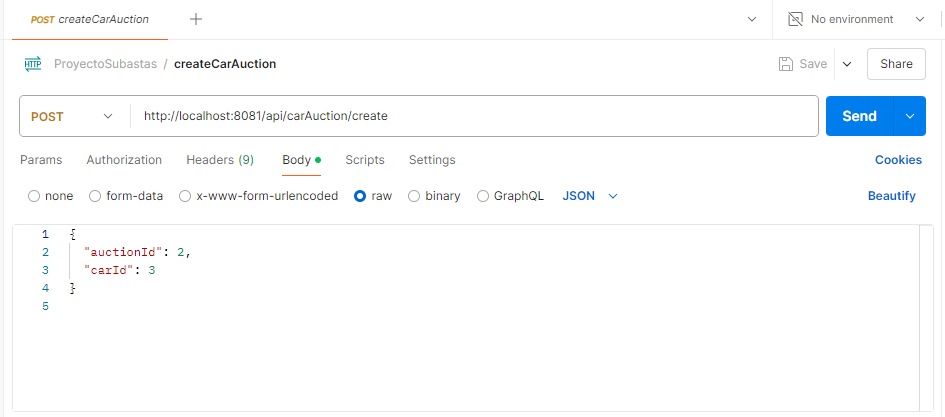 POST createCarAuction
No environment
HTTP ProyectoSubastas / createCarAuction
Save
Share
POST
http://localhost:8081/api/carAuction/create
Send
Params Authorization Headers (9) Body Scripts Settings Cookies
none form-data x-www-form-urlencoded raw binary GraphQL JSON Beautify
1 {
2 "auctionId": 2,
3 "carId": 3
4 }
5